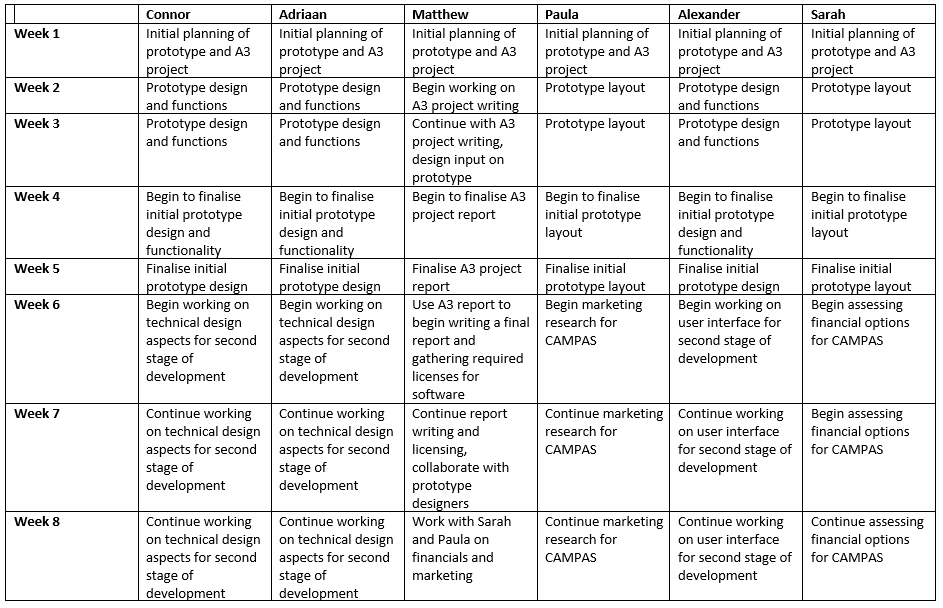 Connor Adriaan Matthew Paula Alexander Sarah
Week 1
Initial planning of
prototype and A3
project
Initial planning of
prototype and A3
project
Initial planning of
prototype and A3
project
Initial planning of
prototype and A3
project
Initial planning of
prototype and A3
project
Initial planning of
prototype and A3
project
Week 2
Prototype design
and functions
Prototype design
and functions
Begin working on
A3 project writing
Prototype layout
Prototype design
and functions
Prototype layout
Week 3
Prototype design
and functions
Prototype design
and functions
Continue with A3
project writing,
design input on
prototype
Prototype layout
Prototype design
and functions
Prototype layout
Week 4
Begin to finalise
initial prototype
design and
functionality
Begin to finalise
initial prototype
design and
functionality
Begin to finalise A3
project report
Begin to finalise
initial prototype
layout
Begin to finalise
initial prototype
design and
functionality
Begin to finalise
initial prototype
layout
Week 5
Finalise initial
prototype design
Finalise initial
prototype design
Finalise A3 project
report
Finalise initial
prototype layout
Finalise initial
prototype design
Finalise initial
prototype layout
Week 6
Begin working on
technical design
aspects for second
stage of
development
Begin working on
technical design
aspects for second
stage of
development
Use A3 report to
begin writing a final
report and
gathering required
licenses for
software
Begin marketing
research for
CAMPAS
Begin working on
user interface for
second stage of
development
Begin assessing
financial options
for CAMPAS
Week 7
Continue working
on technical design
aspects for second
stage of
development
Continue working
on technical design
aspects for second
stage of
development
Continue report
writing and
licensing,
collaborate with
prototype
designers
Continue marketing
research for
CAMPAS
Continue working
on user interface
for second stage of
development
Begin assessing
financial options
for CAMPAS
Week 8
Continue working
on technical design
aspects for second
stage of
development
Continue working
on technical design
aspects for second
stage of
development
Work with Sarah
and Paula on
financials and
marketing
Continue marketing
research for
CAMPAS
Continue working
on user interface
for second stage of
development
Continue assessing
financial options
for CAMPAS